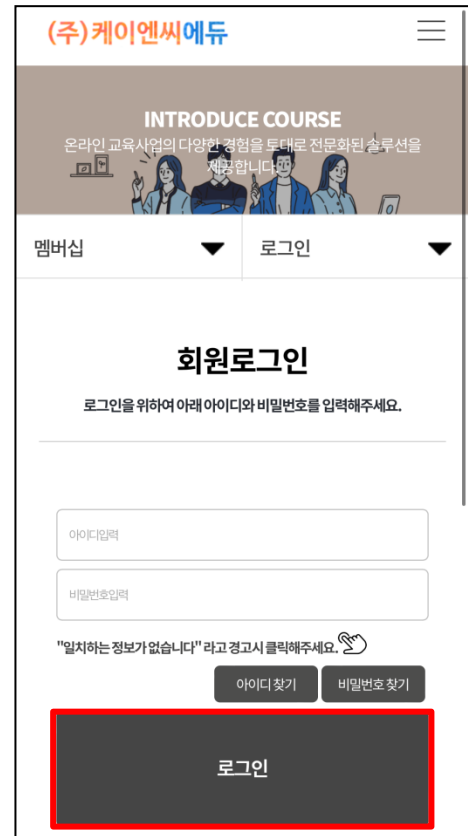 (주)케이엔씨에듀
INTRODUCE COURSE
온라인 교육사업의 다양한 경험을 토대로 전문화된 솔루션을
제공합니다.
멤버십
로그인
회원로그인
로그인을 위하여 아래 아이디와 비밀번호를 입력해주세요.
아이디입력
비밀번호입력
"일치하는 정보가 없습니다" 라고 경고시 클릭해주세요.
아이디 찾기
비밀번호 찾기
로그인